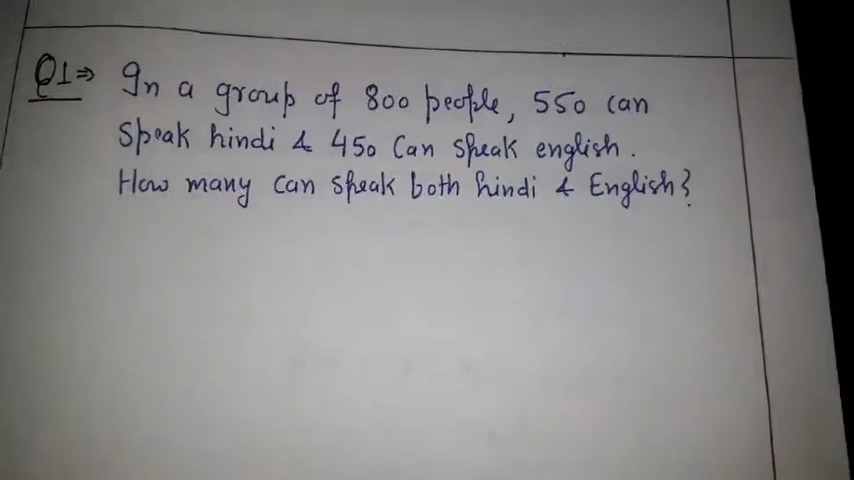 Q1⇒ In a group of 800 people, 550 can
speak hindi & 450 Can speak english.
How many can speak both hindi & English?